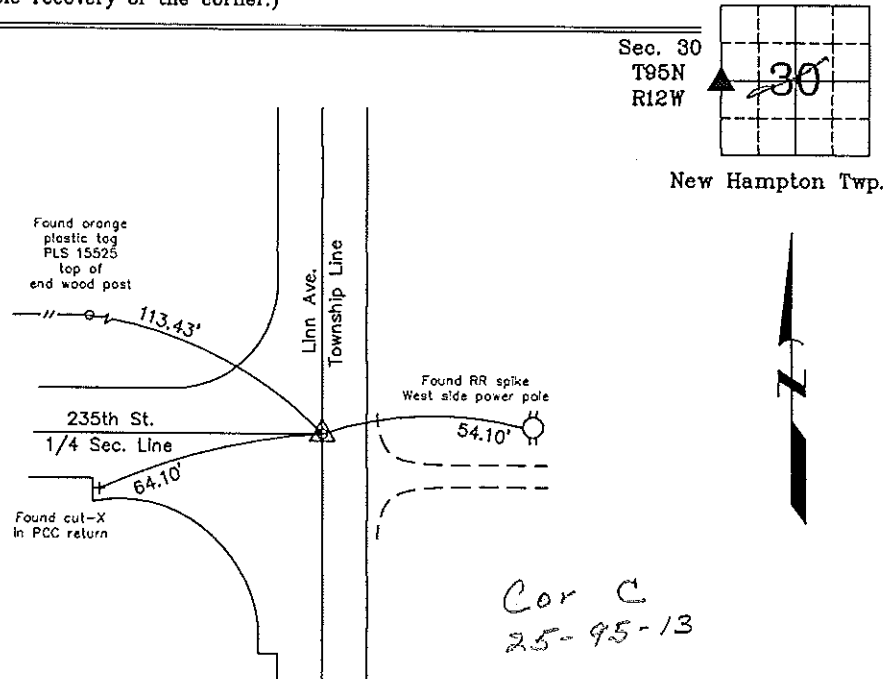 recovery of the corner.)
Sec. 30
T95N
R12W
30
New Hampton Twp.
Found orange
plastic tag
PLS 15525
top of
end wood post
113.43'
Linn Ave.
Township Line
Found RR spike
West side power pole
54.10'
235th St.
1/4 Sec. Line
64.10'
Found cut-X
in PCC return
N
Cor C
25-95-13